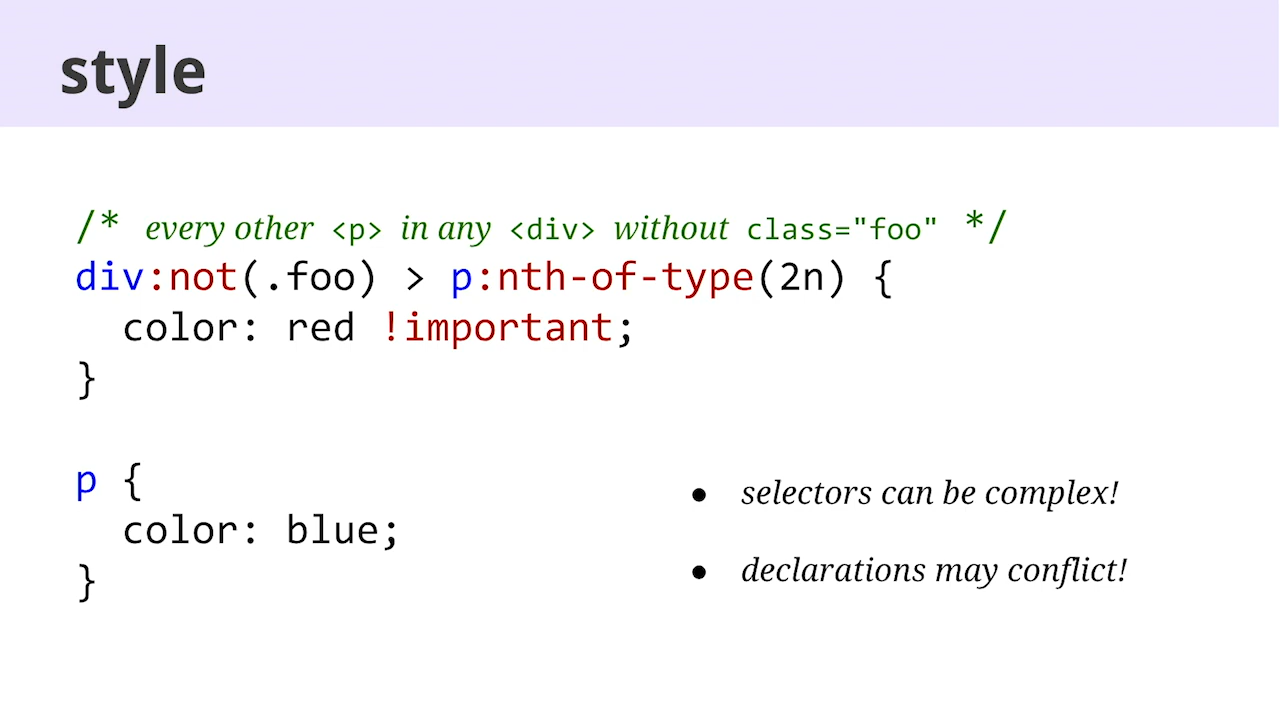 style
/* every other <p> in any <div> without class="foo" */
div:not(.foo) > p:nth-of-type(2n) {
  color: red !important;
}
p {
  color: blue;
}
● selectors can be complex!
● declarations may conflict!